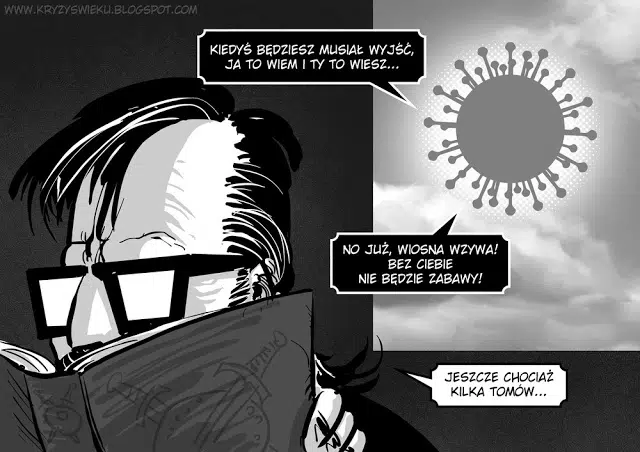 WWW.KRYZYSWIEKU.BLOGSPOT.COM
KIEDYŚ BĘDZIESZ MUSIAŁ WYJŚĆ,
JA TO WIEM I TY TO WIESZ...
NO JUŻ, WIOSNA WZYWA!
BEZ CIEBIE
NIE BĘDZIE ZABAWY!
JESZCZE CHOCIAŻ
KILKA TOMÓW...